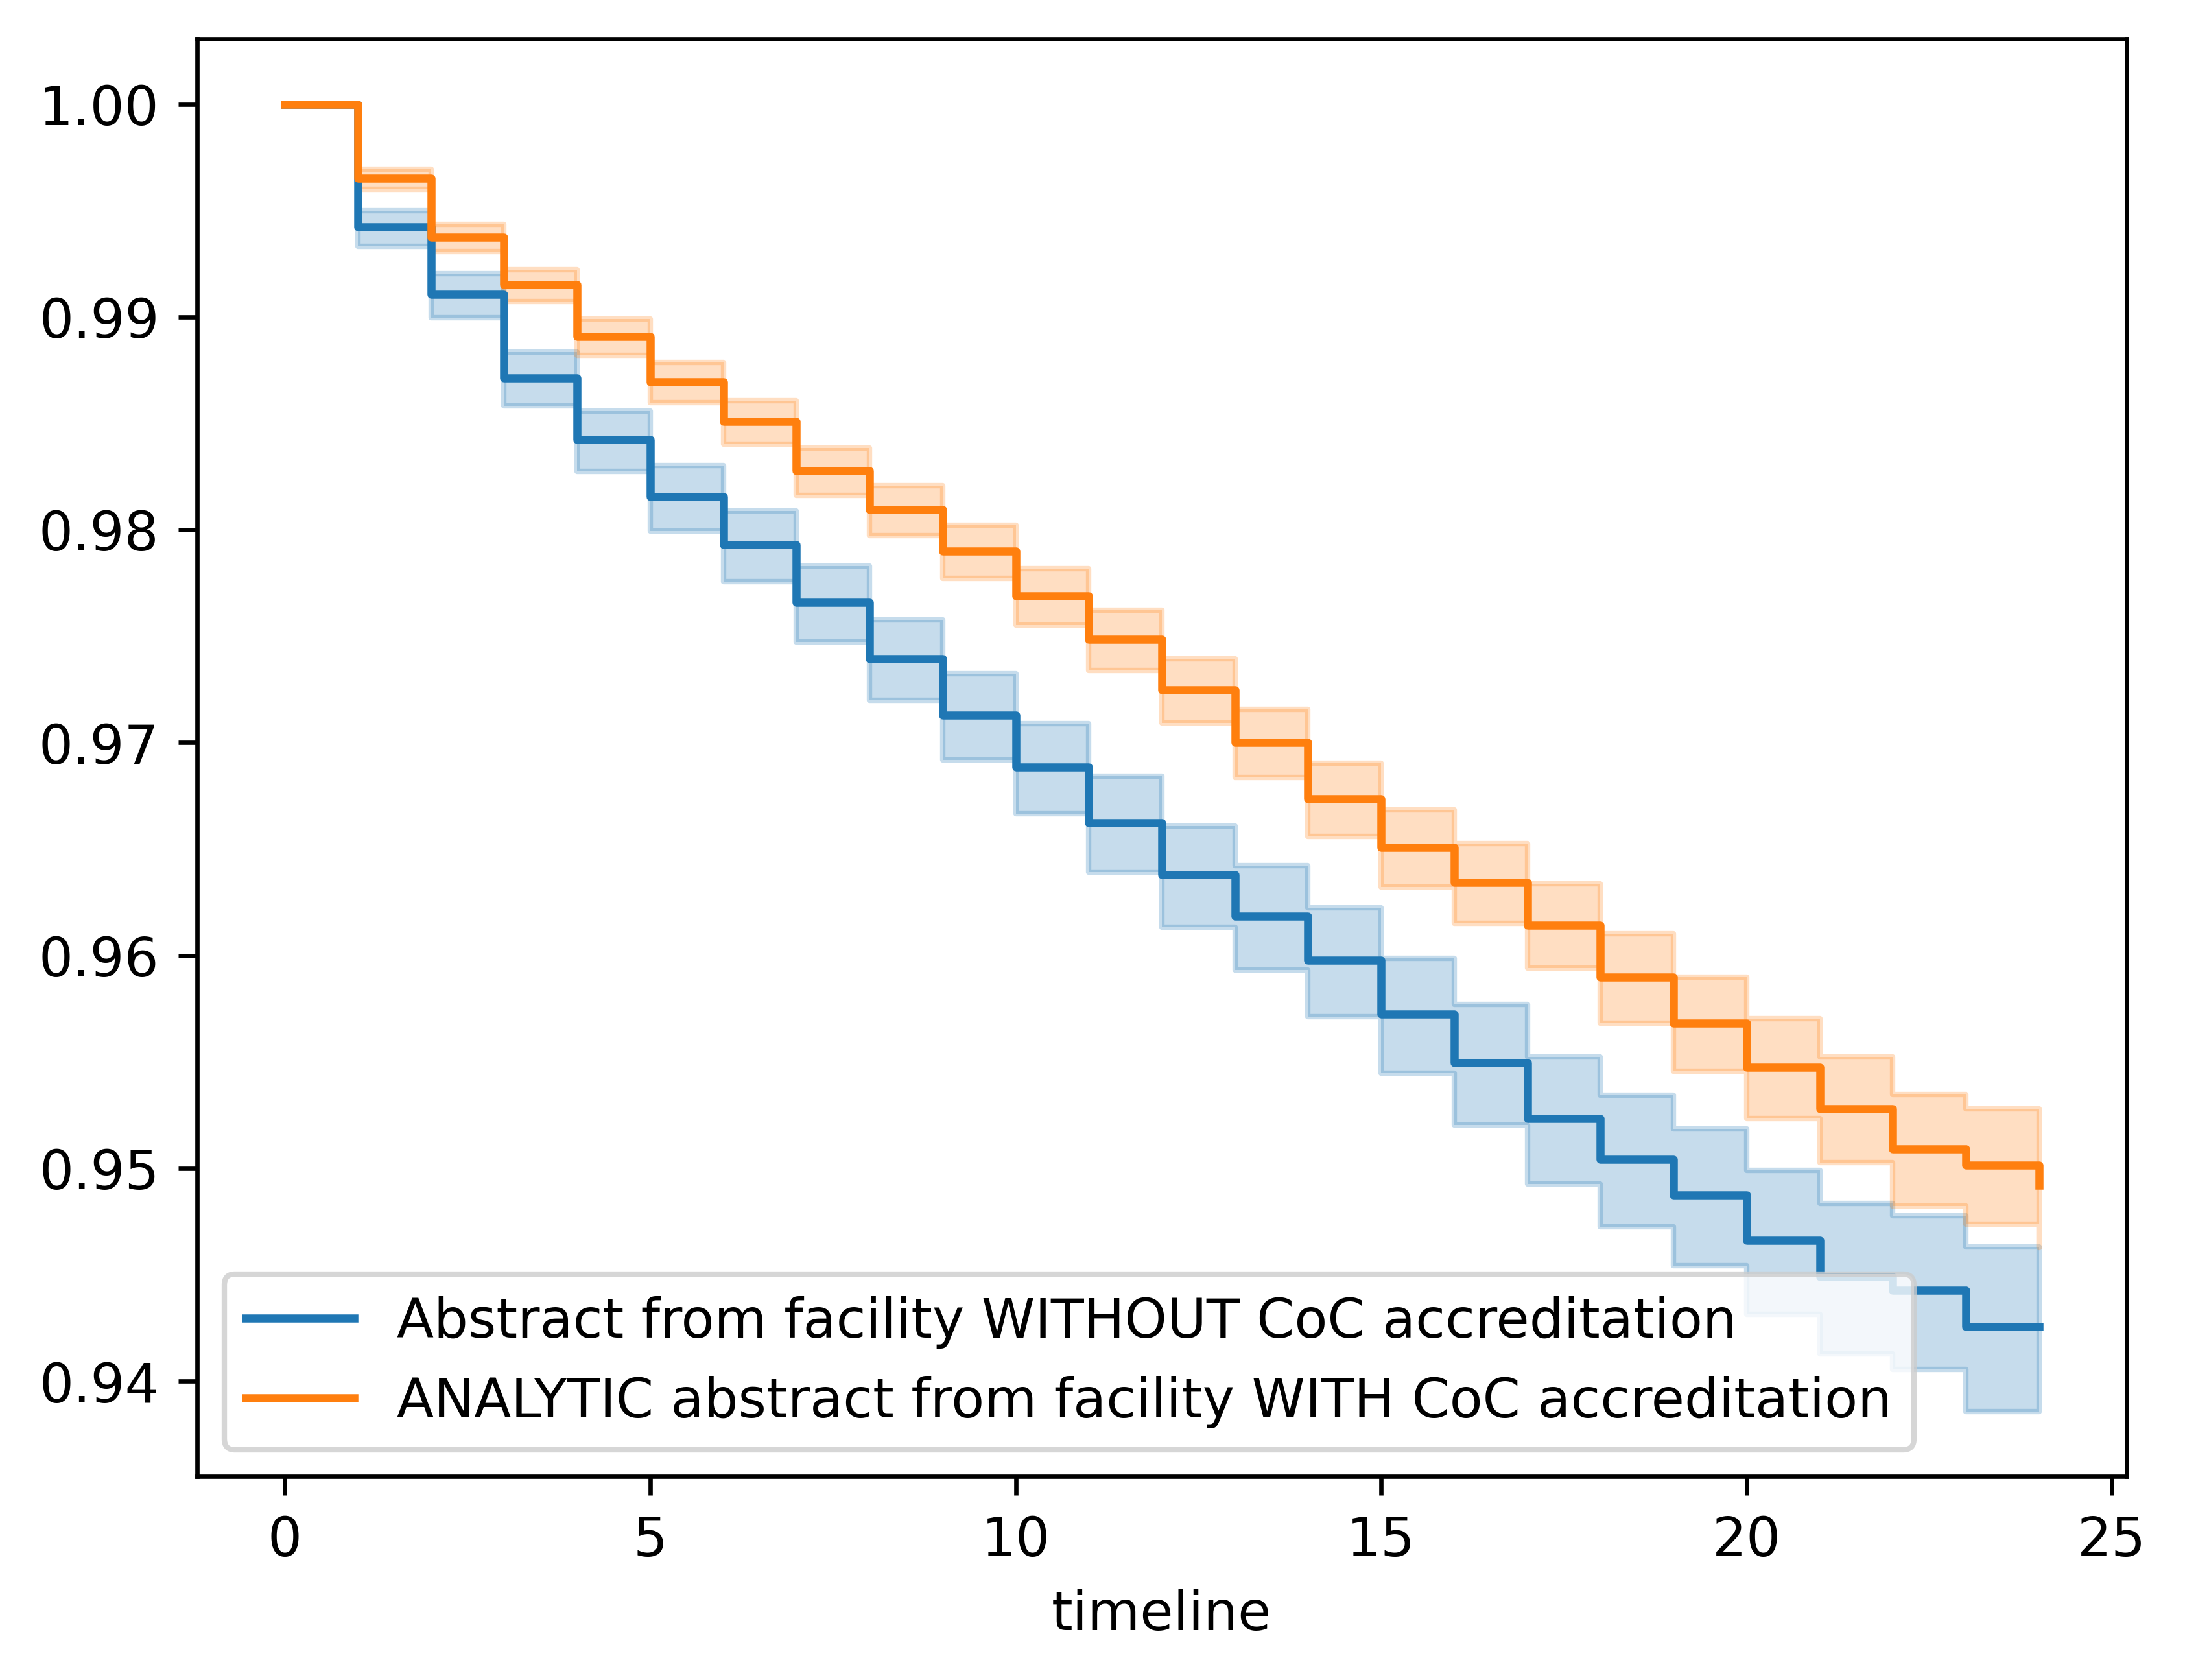 1.00
0.99
0.98
0.97
0.96
0.95
0.94
Abstract from facility WITHOUT CoC accreditation
ANALYTIC abstract from facility WITH CoC accreditation
0 5 10 15 20 25
timeline